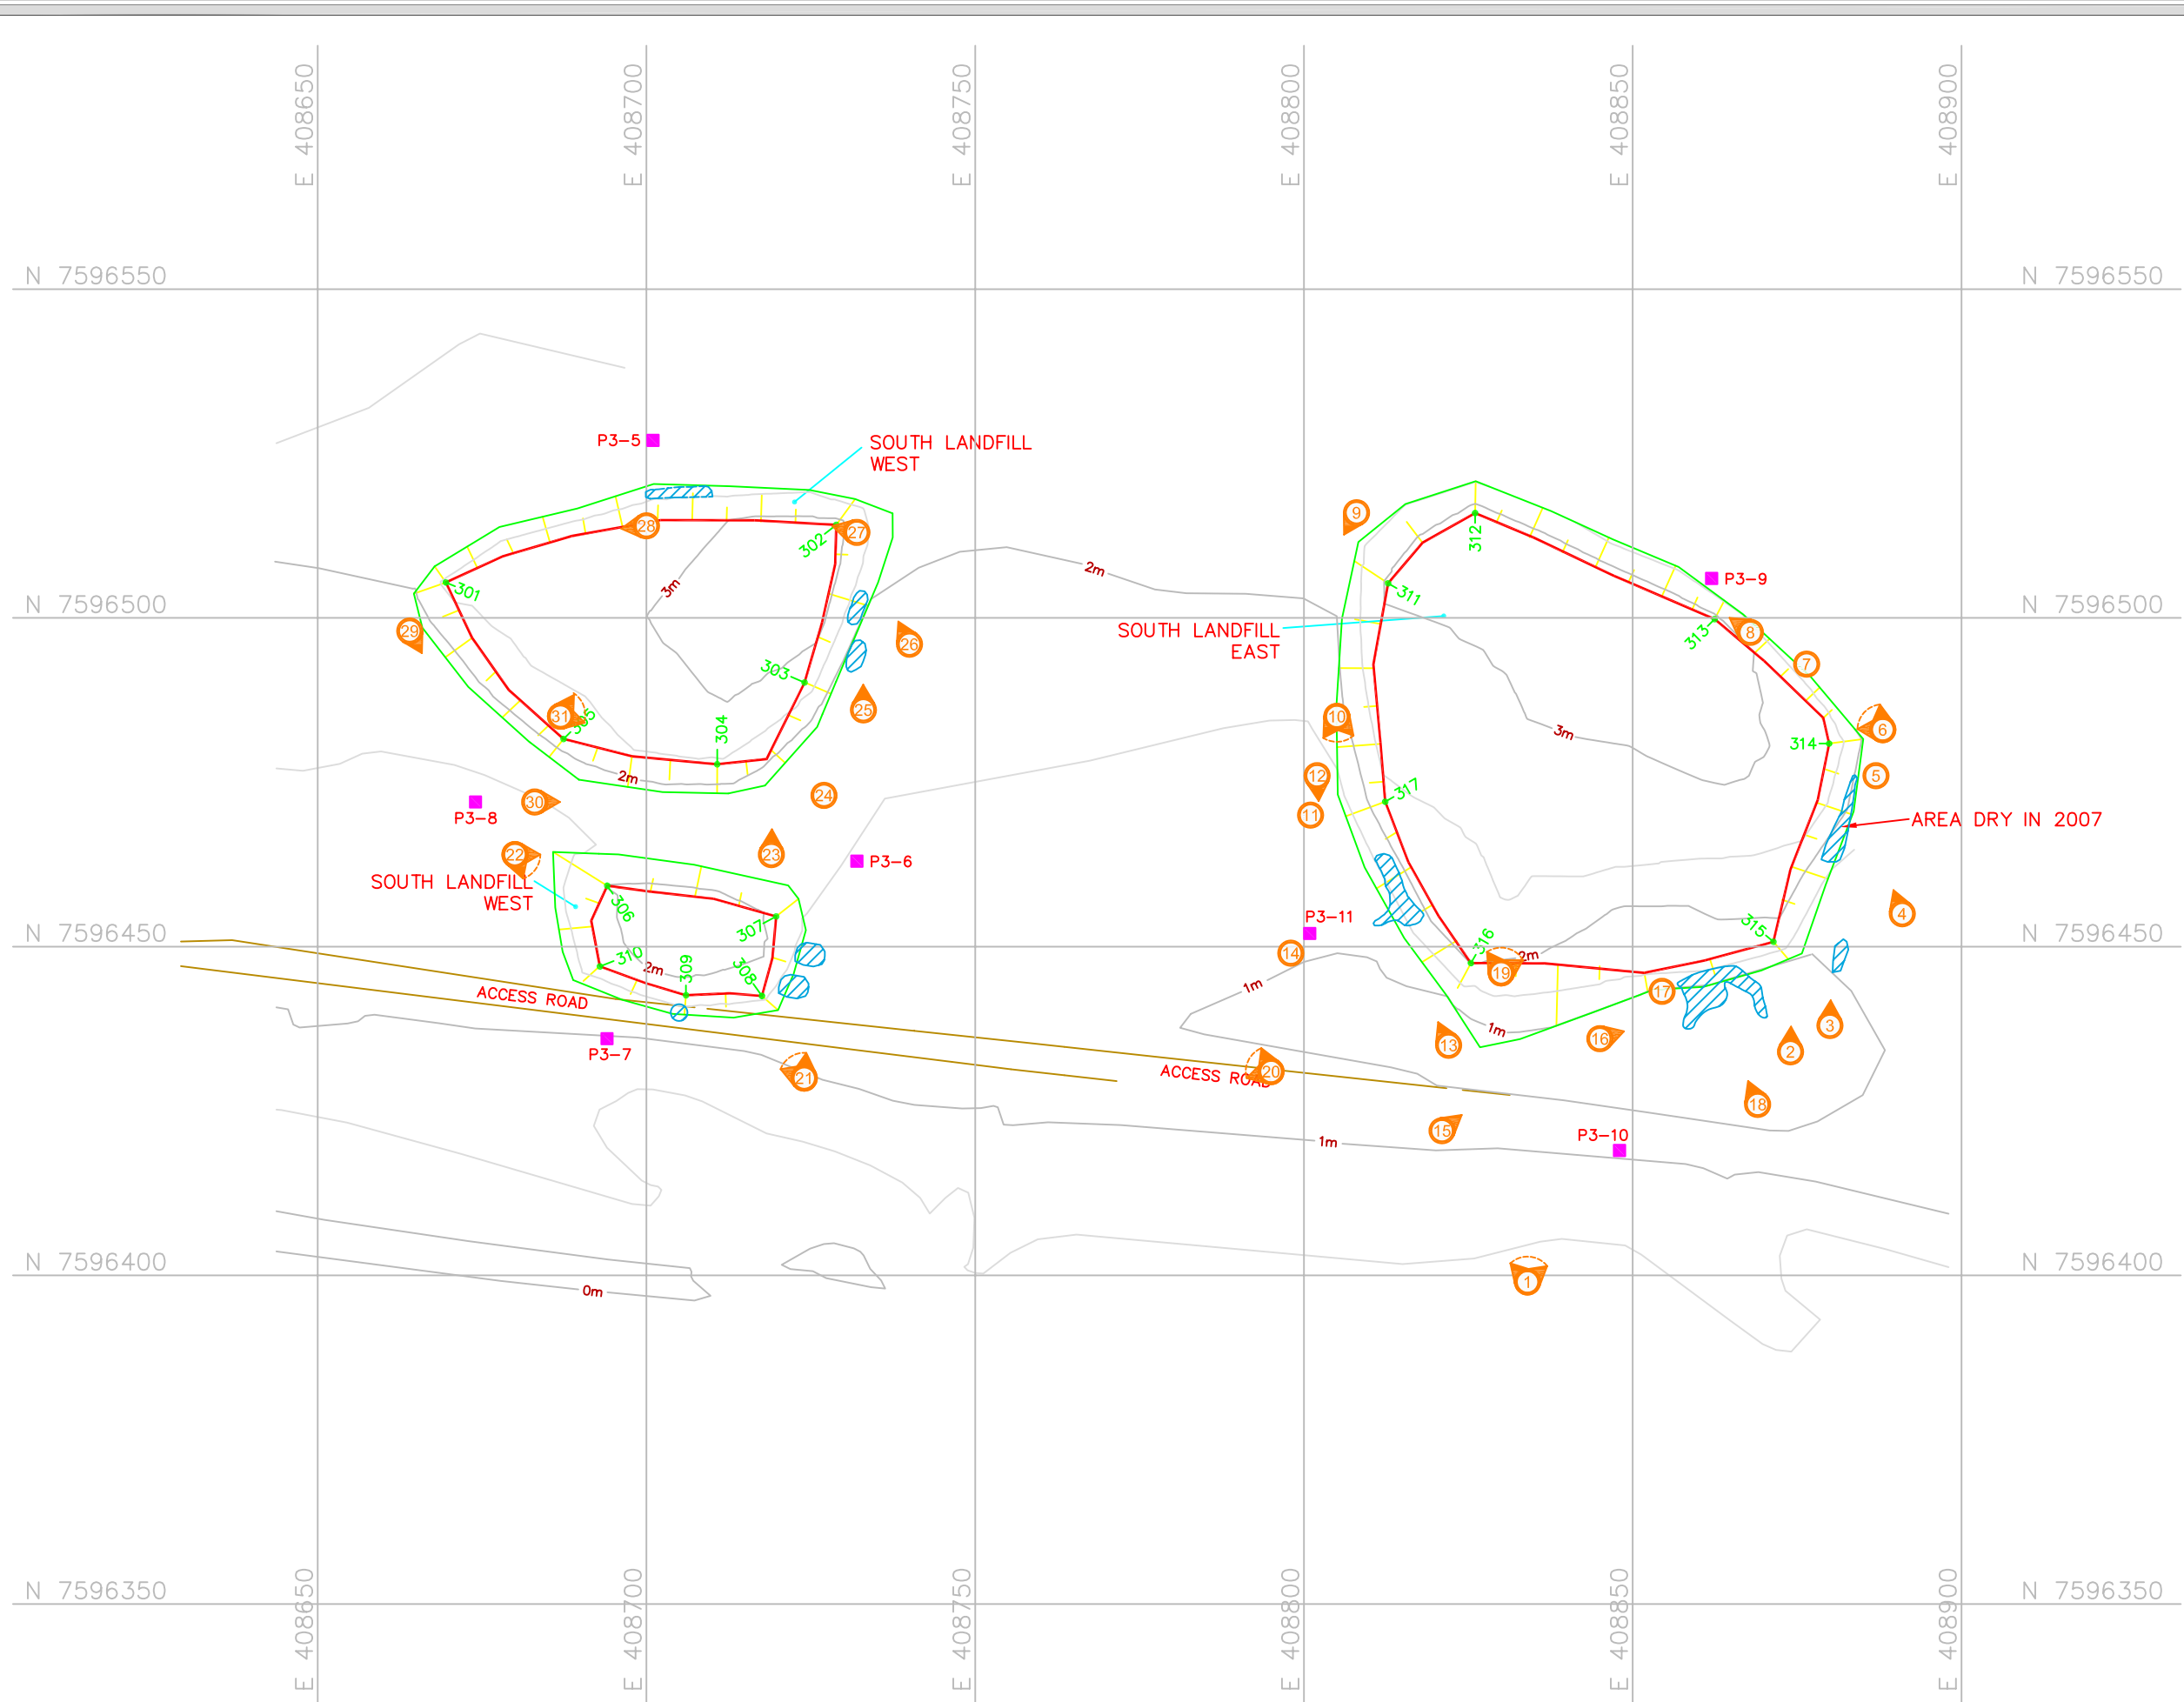 E 408650
E 408700
E 408750
E 408800
E 408850
E 408900
N 7596550
N 7596550
P3-5
SOUTH LANDFILL
WEST
9
312
28
27
302
3m
2m
P3-9
301
311
N 7596500
N 7596500
29
26
SOUTH LANDFILL
EAST
313
8
7
303
31
305
25
10
304
6
3m
314
2m
12
5
24
30
P3-8
317
11
AREA DRY IN 2007
22
23
P3-6
SOUTH LANDFILL
WEST
306
307
P3-11
4
315
N 7596450
N 7596450
310
2m
309
308
14
316
2m
19
17
ACCESS ROAD
1m
P3-7
1m
13
16
2
3
21
20
ACCESS ROAD
18
15
1m
P3-10
N 7596400
N 7596400
0m
1
N 7596350
N 7596350
E 408650
E 408700
E 408750
E 408800
E 408850
E 408900